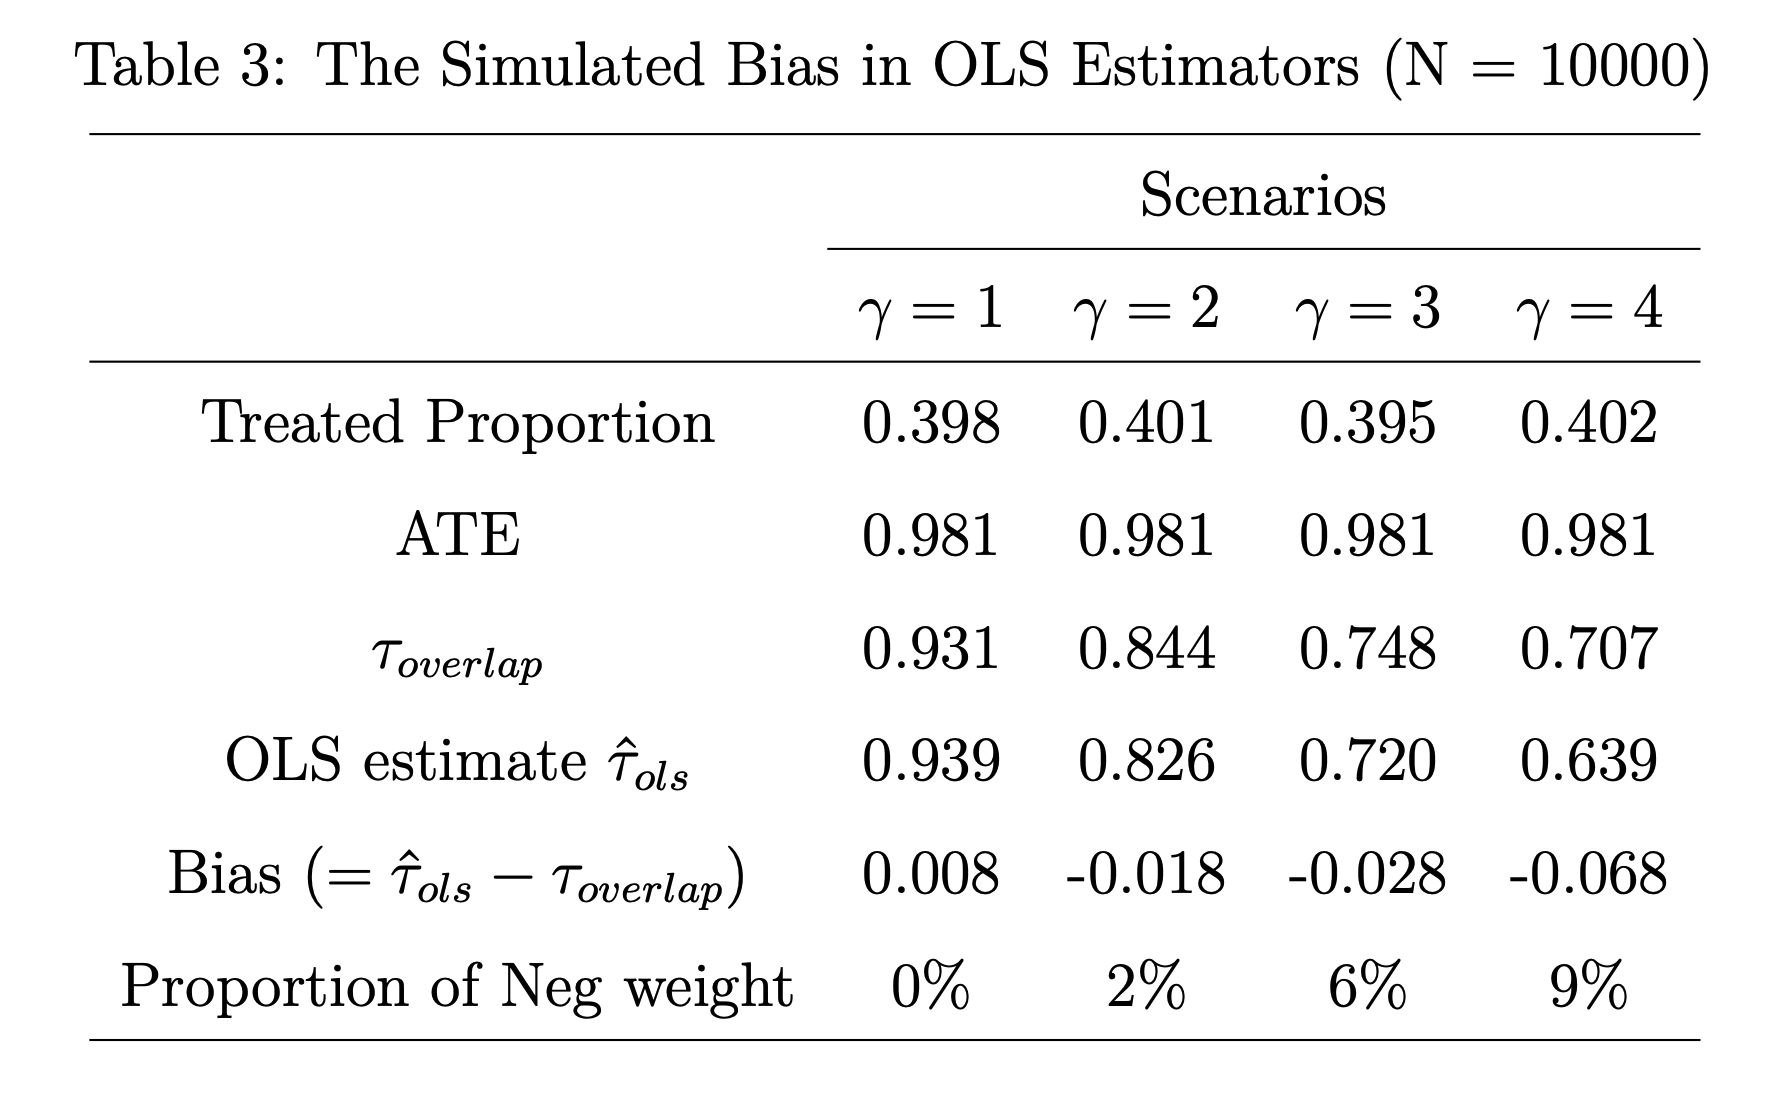 Table 3: The Simulated Bias in OLS Estimators (N = 10000)
Scenarios
γ = 1 γ = 2 γ = 3 γ = 4
Treated Proportion 0.398 0.401 0.395 0.402
ATE 0.981 0.981 0.981 0.981
τ_overlap 0.931 0.844 0.748 0.707
OLS estimate τ̂_ols 0.939 0.826 0.720 0.639
Bias (= τ̂_ols − τ_overlap) 0.008 -0.018 -0.028 -0.068
Proportion of Neg weight 0% 2% 6% 9%